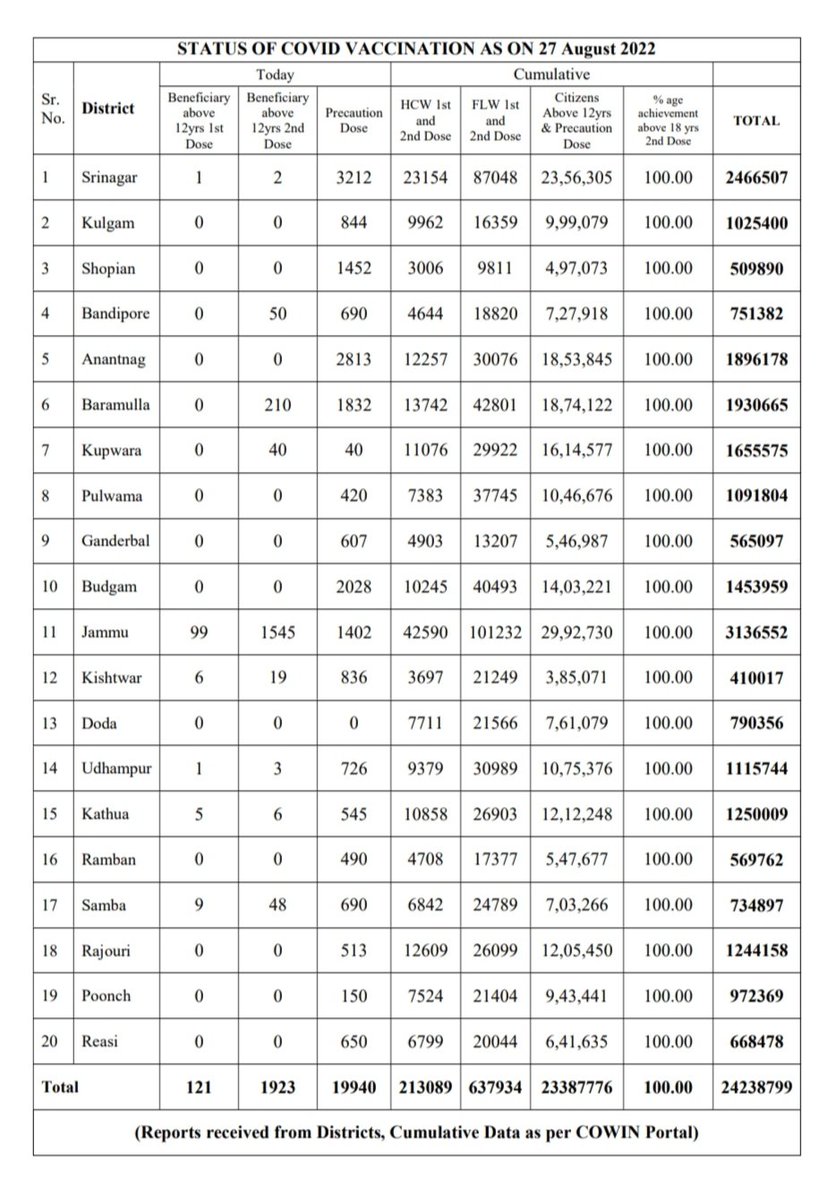 STATUS OF COVID VACCINATION AS ON 27 August 2022
Sr. No. District Today Cumulative
Beneficiary above 12yrs 1st Dose Beneficiary above 12yrs 2nd Dose Precaution Dose HCW 1st and 2nd Dose FLW 1st and 2nd Dose Citizens Above 12yrs & Precaution Dose % age achievement above 18 yrs 2nd Dose TOTAL
1 Srinagar 1 2 3212 23154 87048 23,56,305 100.00 2466507
2 Kulgam 0 0 844 9962 16359 9,99,079 100.00 1025400
3 Shopian 0 0 1452 3006 9811 4,97,073 100.00 509890
4 Bandipore 0 50 690 4644 18820 7,27,918 100.00 751382
5 Anantnag 0 0 2813 12257 30076 18,53,845 100.00 1896178
6 Baramulla 0 210 1832 13742 42801 18,74,122 100.00 1930665
7 Kupwara 0 40 40 11076 29922 16,14,577 100.00 1655575
8 Pulwama 0 0 420 7383 37745 10,46,676 100.00 1091804
9 Ganderbal 0 0 607 4903 13207 5,46,987 100.00 565097
10 Budgam 0 0 2028 10245 40493 14,03,221 100.00 1453959
11 Jammu 99 1545 1402 42590 101232 29,92,730 100.00 3136552
12 Kishtwar 6 19 836 3697 21249 3,85,071 100.00 410017
13 Doda 0 0 0 7711 21566 7,61,079 100.00 790356
14 Udhampur 1 3 726 9379 30989 10,75,376 100.00 1115744
15 Kathua 5 6 545 10858 26903 12,12,248 100.00 1250009
16 Ramban 0 0 490 4708 17377 5,47,677 100.00 569762
17 Samba 9 48 690 6842 24789 7,03,266 100.00 734897
18 Rajouri 0 0 513 12609 26099 12,05,450 100.00 1244158
19 Poonch 0 0 150 7524 21404 9,43,441 100.00 972369
20 Reasi 0 0 650 6799 20044 6,41,635 100.00 668478
Total 121 1923 19940 213089 637934 23387776 100.00 24238799
(Reports received from Districts, Cumulative Data as per COWIN Portal)